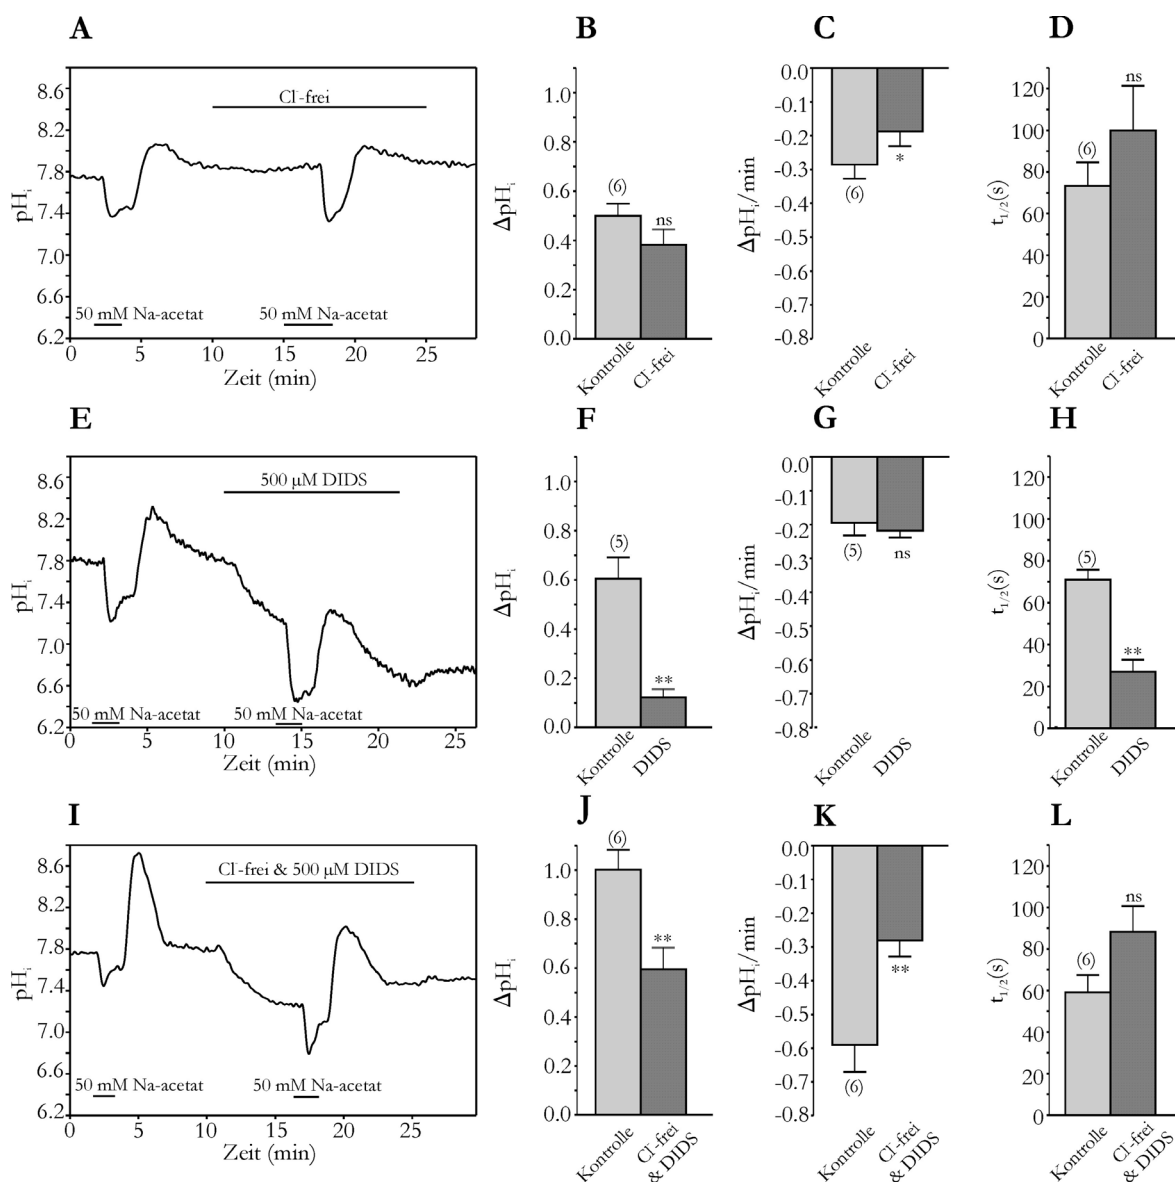 A
B
C
D
8.6
8.2
7.8
7.4
7.0
6.6
6.2
pHi
Cl⁻-frei
50 mM Na-acetat
50 mM Na-acetat
0
5
10
15
20
25
Zeit (min)
1.0
0.8
0.6
0.4
0.2
0.0
ΔpHi
(6)
ns
Kontrolle
Cl⁻-frei
0.0
-0.1
-0.2
-0.3
-0.4
-0.5
-0.6
-0.7
-0.8
ΔpHi/min
(6)
*
Kontrolle
Cl⁻-frei
120
100
80
60
40
20
0
t1/2(s)
(6)
ns
Kontrolle
Cl⁻-frei
E
F
G
H
8.6
8.2
7.8
7.4
7.0
6.6
6.2
pHi
500 µM DIDS
50 mM Na-acetat
50 mM Na-acetat
0
5
10
15
20
25
Zeit (min)
1.0
0.8
0.6
0.4
0.2
0.0
ΔpHi
(5)
**
Kontrolle
DIDS
0.0
-0.1
-0.2
-0.3
-0.4
-0.5
-0.6
-0.7
-0.8
ΔpHi/min
(5)
ns
Kontrolle
DIDS
120
100
80
60
40
20
0
t1/2(s)
(5)
**
Kontrolle
DIDS
I
J
K
L
8.6
8.2
7.8
7.4
7.0
6.6
6.2
pHi
Cl⁻-frei & 500 µM DIDS
50 mM Na-acetat
50 mM Na-acetat
0
5
10
15
20
25
Zeit (min)
1.0
0.8
0.6
0.4
0.2
0.0
ΔpHi
(6)
**
Kontrolle
Cl⁻-frei
& DIDS
0.0
-0.1
-0.2
-0.3
-0.4
-0.5
-0.6
-0.7
-0.8
ΔpHi/min
(6)
**
Kontrolle
Cl⁻-frei
& DIDS
120
100
80
60
40
20
0
t1/2(s)
(6)
ns
Kontrolle
Cl⁻-frei
& DIDS